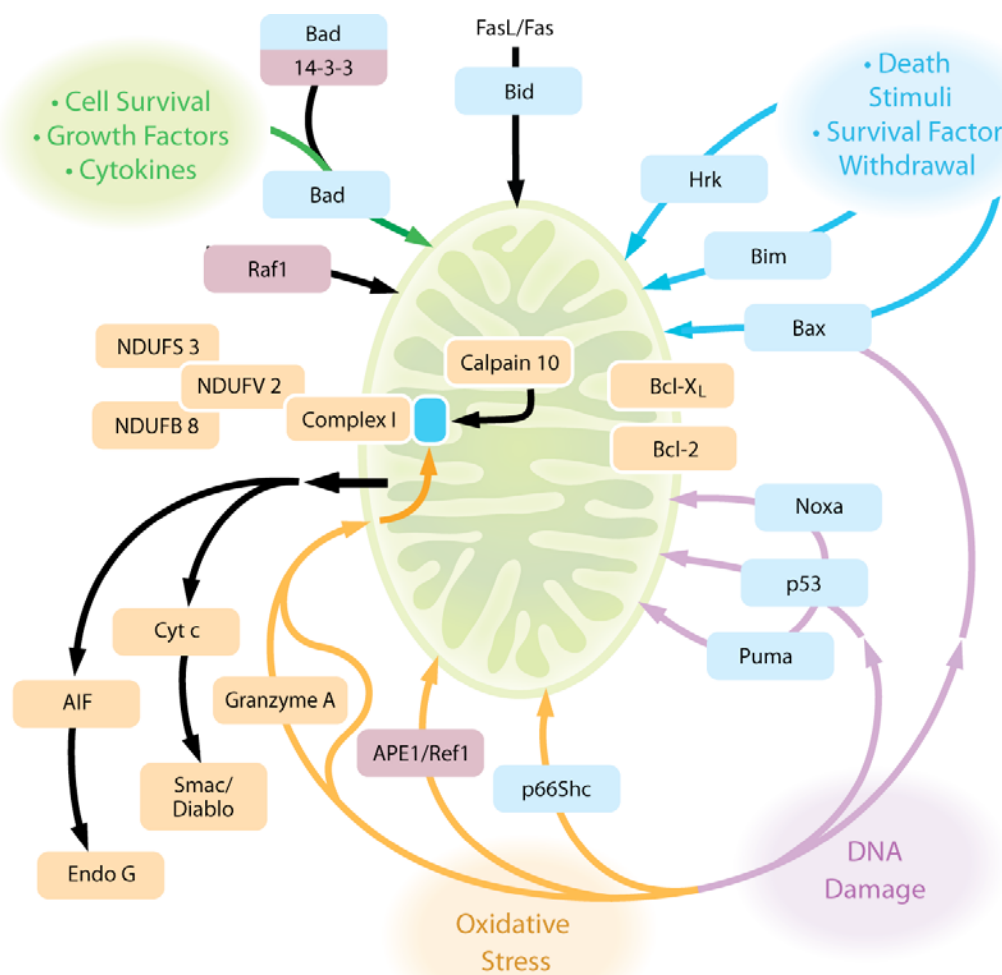 Bad
14-3-3
FasL/Fas
Bid
• Cell Survival
• Growth Factors
• Cytokines
Bad
• Death
Stimuli
• Survival Factor
Withdrawal
Hrk
Bim
Bax
Raf1
NDUFS 3
NDUFV 2
NDUFB 8
Complex I
Calpain 10
Bcl-XL
Bcl-2
Noxa
p53
Puma
Cyt c
AIF
Smac/
Diablo
Endo G
Granzyme A
APE1/Ref1
p66Shc
DNA
Damage
Oxidative
Stress